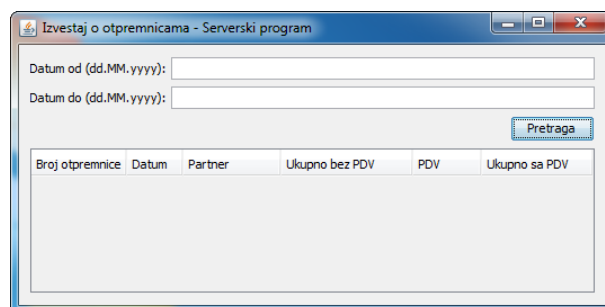 Izvestaj o otpremnicama - Serverski program
Datum od (dd.MM.yyyy):
Datum do (dd.MM.yyyy):
Pretraga
Broj otpremnice Datum Partner Ukupno bez PDV PDV Ukupno sa PDV